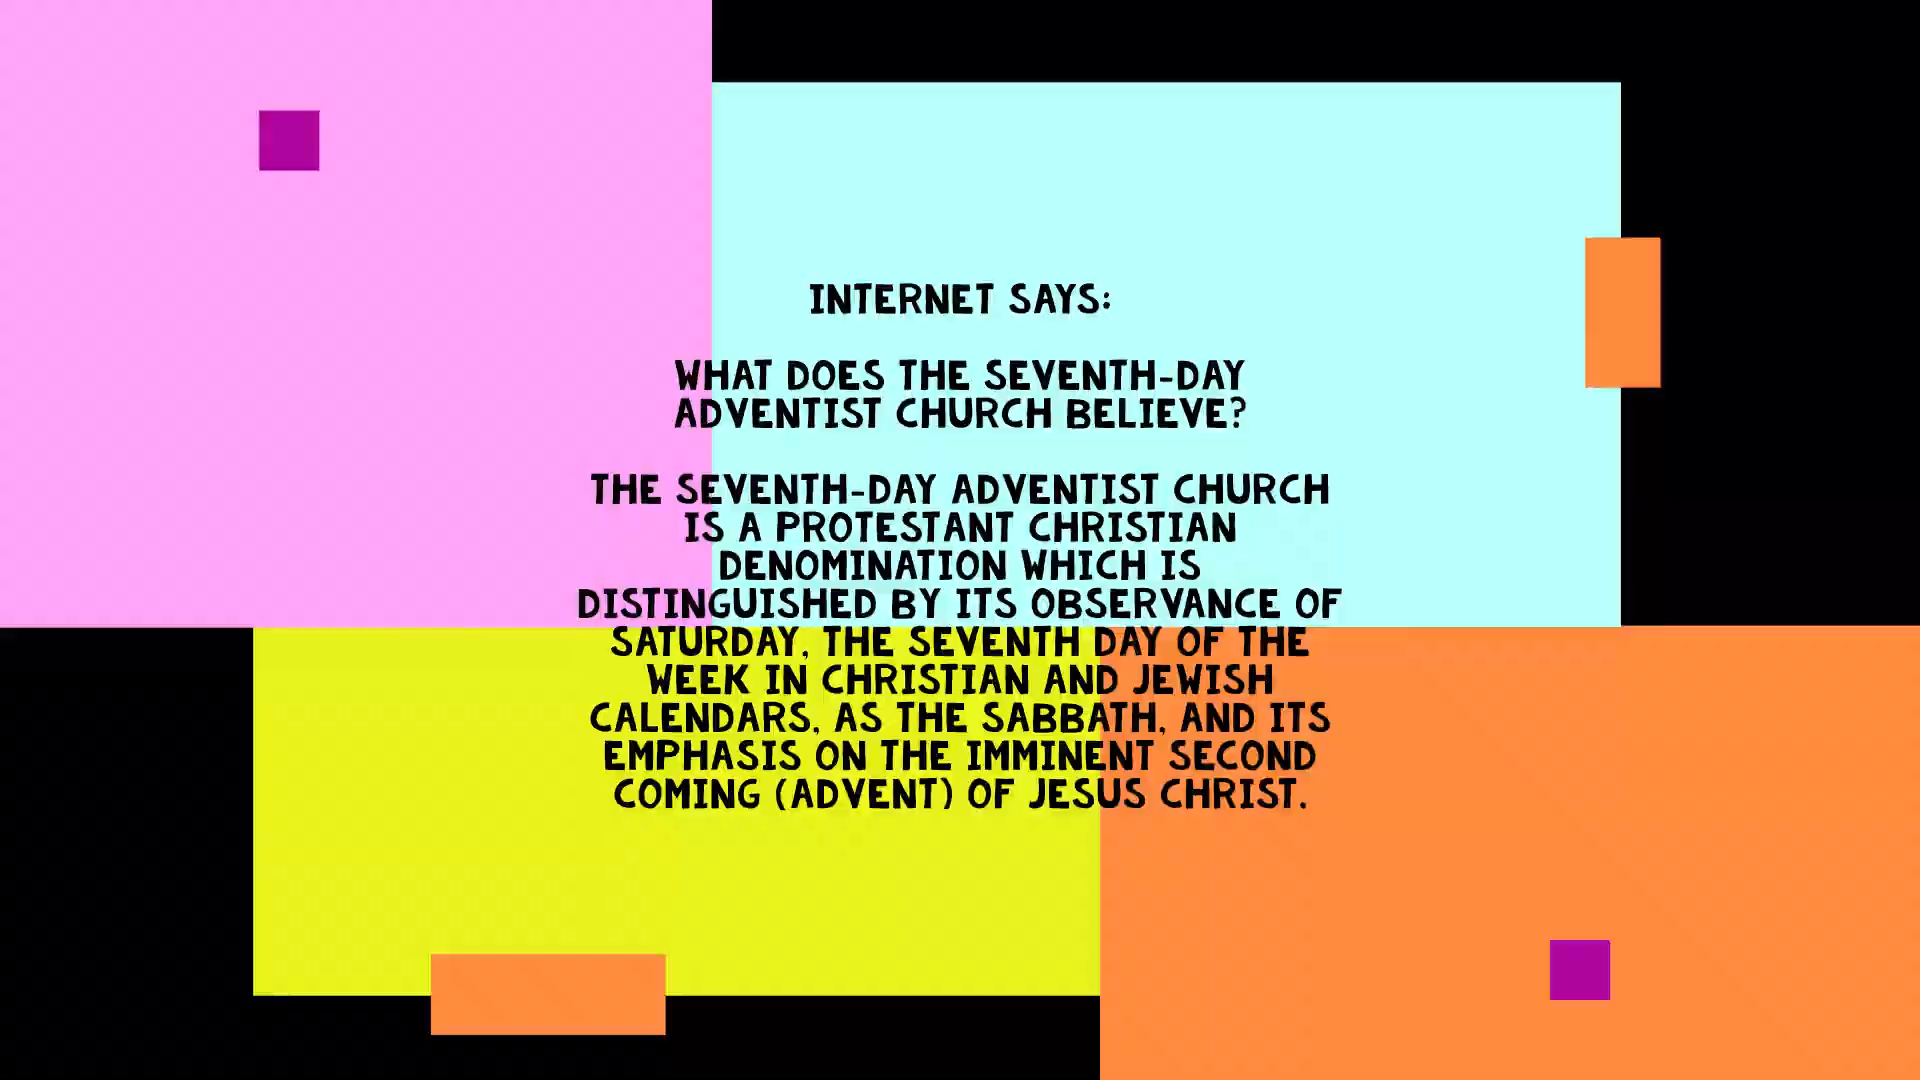 INTERNET SAYS:
WHAT DOES THE SEVENTH-DAY
ADVENTIST CHURCH BELIEVE?
THE SEVENTH-DAY ADVENTIST CHURCH
IS A PROTESTANT CHRISTIAN
DENOMINATION WHICH IS
DISTINGUISHED BY ITS OBSERVANCE OF
SATURDAY, THE SEVENTH DAY OF THE
WEEK IN CHRISTIAN AND JEWISH
CALENDARS, AS THE SABBATH, AND ITS
EMPHASIS ON THE IMMINENT SECOND
COMING (ADVENT) OF JESUS CHRIST.